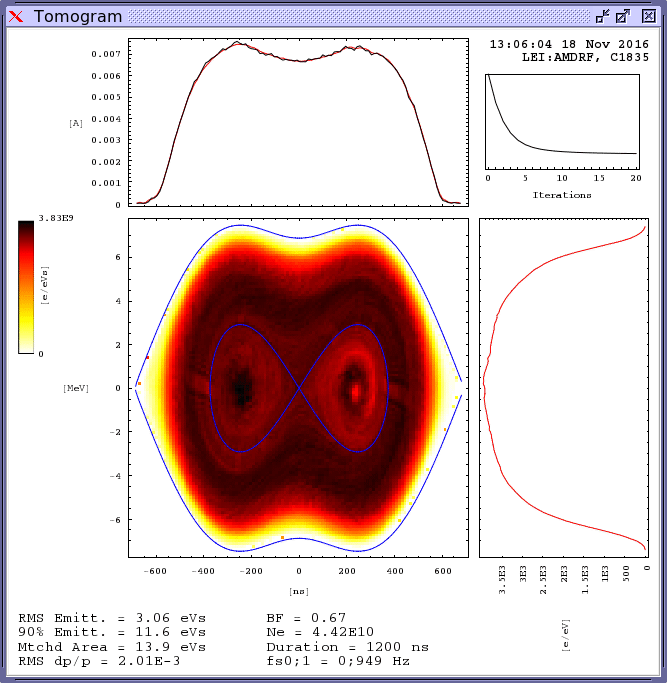 Tomogram
13:06:04 18 Nov 2016
LEI:AMDRF, C1835
0.007
0.006
0.005
0.004
0.003
0.002
0.001
0
[A]
0 5 10 15 20
Iterations
3.83E9
0
[e/eVs]
6
4
2
0
-2
-4
-6
[MeV]
-600 -400 -200 0 200 400 600
[ns]
3.5E3 3E3 2.5E3 2E3 1.5E3 1E3 500 0
[e/eV]
RMS Emitt. = 3.06 eVs
90% Emitt. = 11.6 eVs
Mtchd Area = 13.9 eVs
RMS dp/p = 2.01E-3
BF = 0.67
Ne = 4.42E10
Duration = 1200 ns
fs0;1 = 0;949 Hz